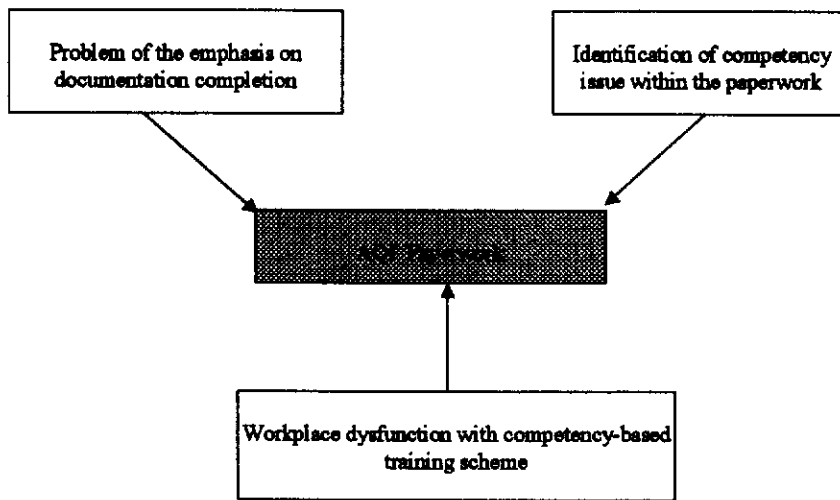 Problem of the emphasis on
documentation completion
Identification of competency
issue within the paperwork
AQF Paperwork
Workplace dysfunction with competency-based
training scheme